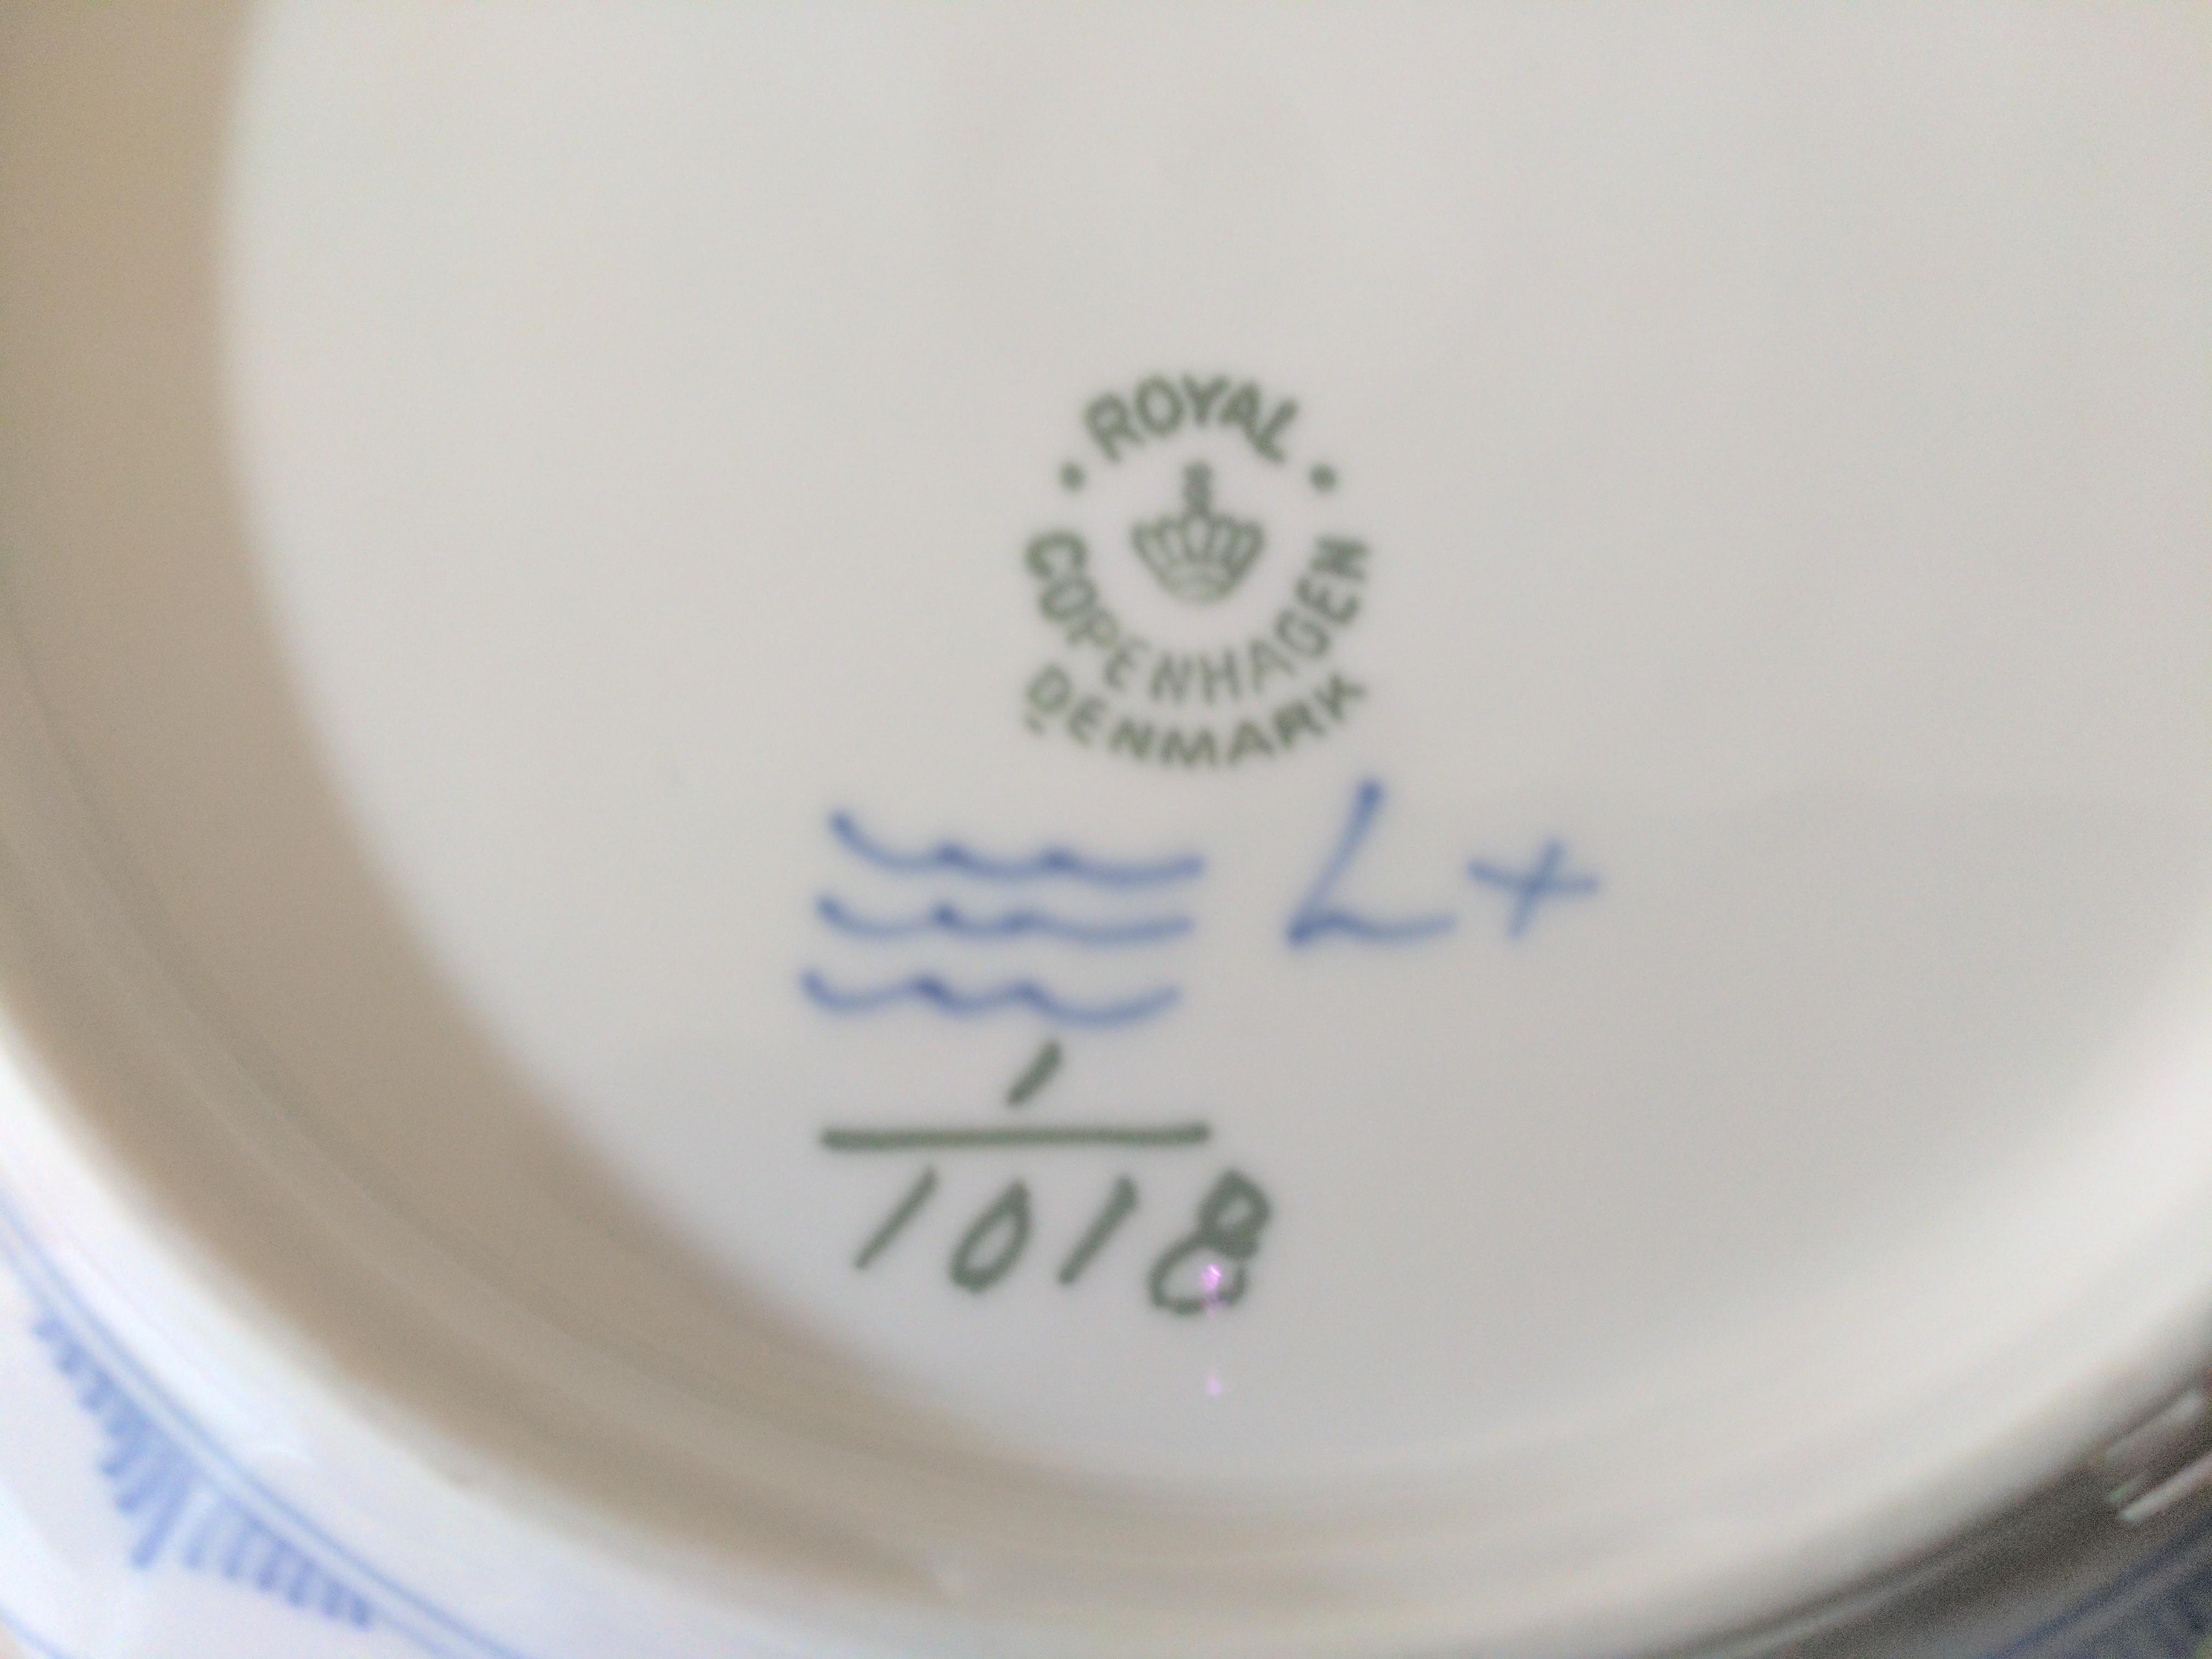 ROYAL
COPENHAGEN
DENMARK
L+
1
1018